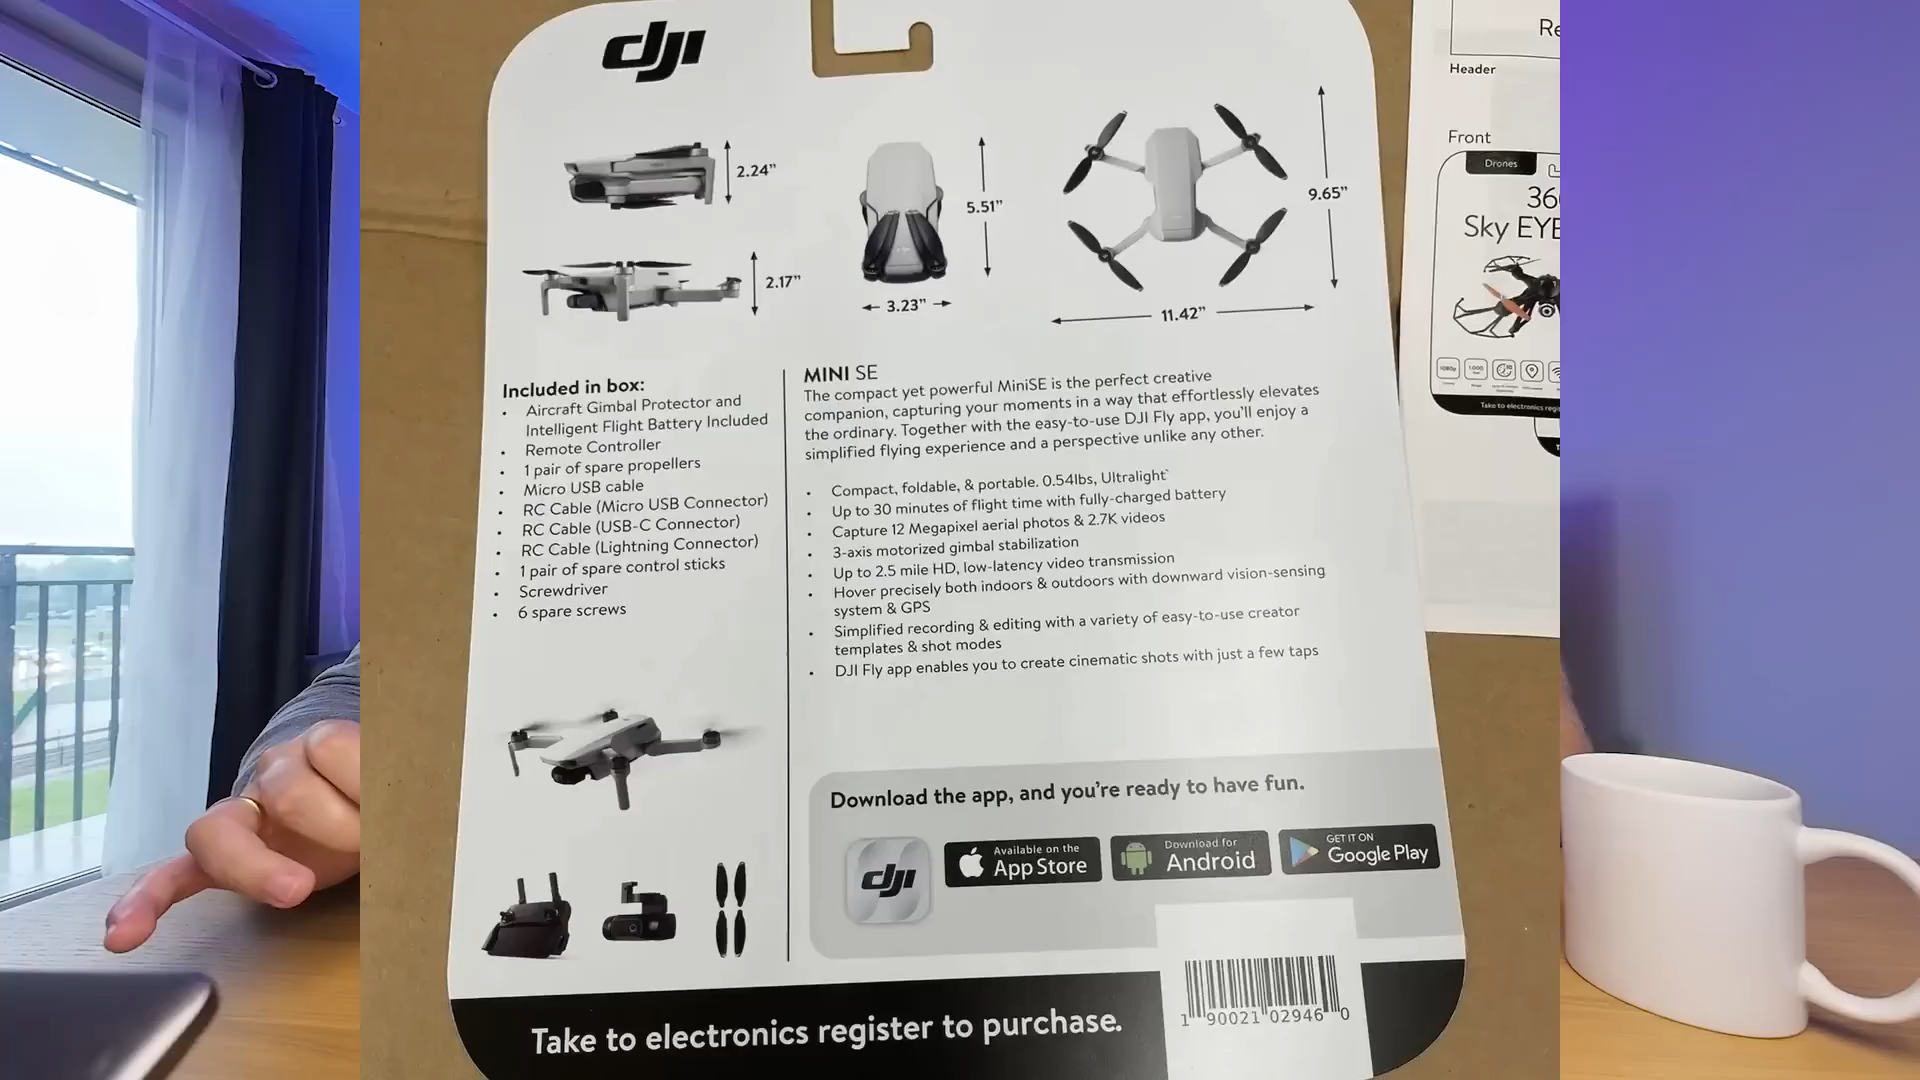 dji
2.24”
2.17”
5.51”
3.23”
9.65”
11.42”
Included in box:
Aircraft Gimbal Protector and
Intelligent Flight Battery Included
Remote Controller
1 pair of spare propellers
Micro USB cable
RC Cable (Micro USB Connector)
RC Cable (USB-C Connector)
RC Cable (Lightning Connector)
1 pair of spare control sticks
Screwdriver
6 spare screws
MINI SE
The compact yet powerful MiniSE is the perfect creative
companion, capturing your moments in a way that effortlessly elevates
the ordinary. Together with the easy-to-use DJI Fly app, you’ll enjoy a
simplified flying experience and a perspective unlike any other.
Compact, foldable, & portable. 0.54lbs, Ultralight`
Up to 30 minutes of flight time with fully-charged battery
Capture 12 Megapixel aerial photos & 2.7K videos
3-axis motorized gimbal stabilization
Up to 2.5 mile HD, low-latency video transmission
Hover precisely both indoors & outdoors with downward vision-sensing
system & GPS
Simplified recording & editing with a variety of easy-to-use creator
templates & shot modes
DJI Fly app enables you to create cinematic shots with just a few taps
Download the app, and you’re ready to have fun.
dji
Available on the
App Store
Download for
Android
GET IT ON
Google Play
Take to electronics register to purchase.
1 90021 02946 0
Re
Header
Front
Drones
36
Sky EYE
1080p
1,000
Take to electronics regi